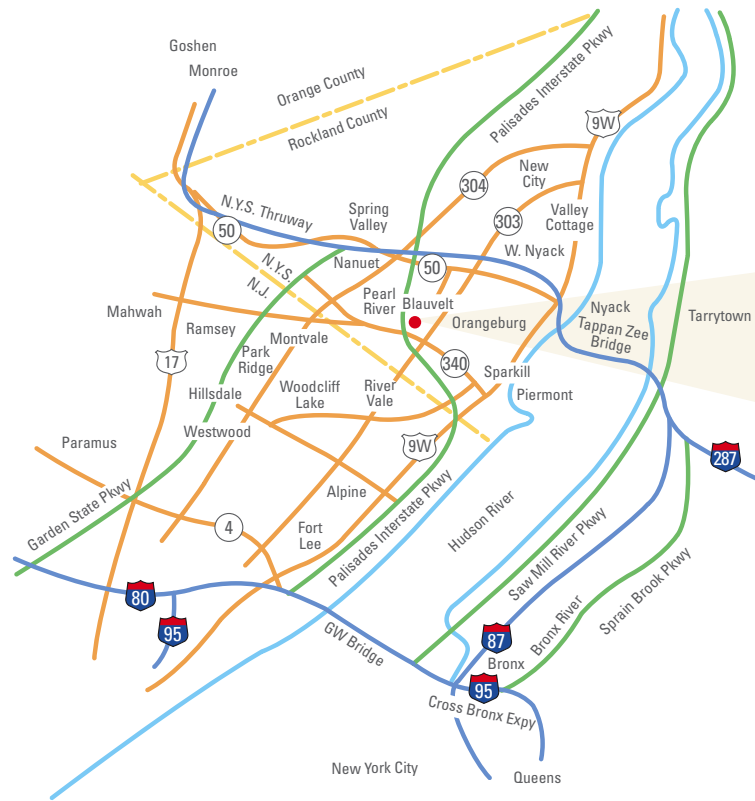 Goshen
Monroe
Orange County
Rockland County
Palisades Interstate Pkwy
9W
304
New
City
303
Valley
Cottage
N.Y.S. Thruway
Spring
Valley
50
W. Nyack
N.Y.S.
N.J.
Nanuet
50
Pearl
River
Blauvelt
Mahwah
Ramsey
Orangeburg
Nyack
Tappan Zee
Bridge
Tarrytown
Montvale
Park
Ridge
17
340
Sparkill
Piermont
Hillsdale
Woodcliff
Lake
River
Vale
Westwood
Paramus
9W
287
Garden State Pkwy
Alpine
Palisades Interstate Pkwy
4
Fort
Lee
Hudson River
Saw Mill River Pkwy
Sprain Brook Pkwy
Bronx River
80
95
GW Bridge
87
Bronx
95
Cross Bronx Expy
New York City
Queens